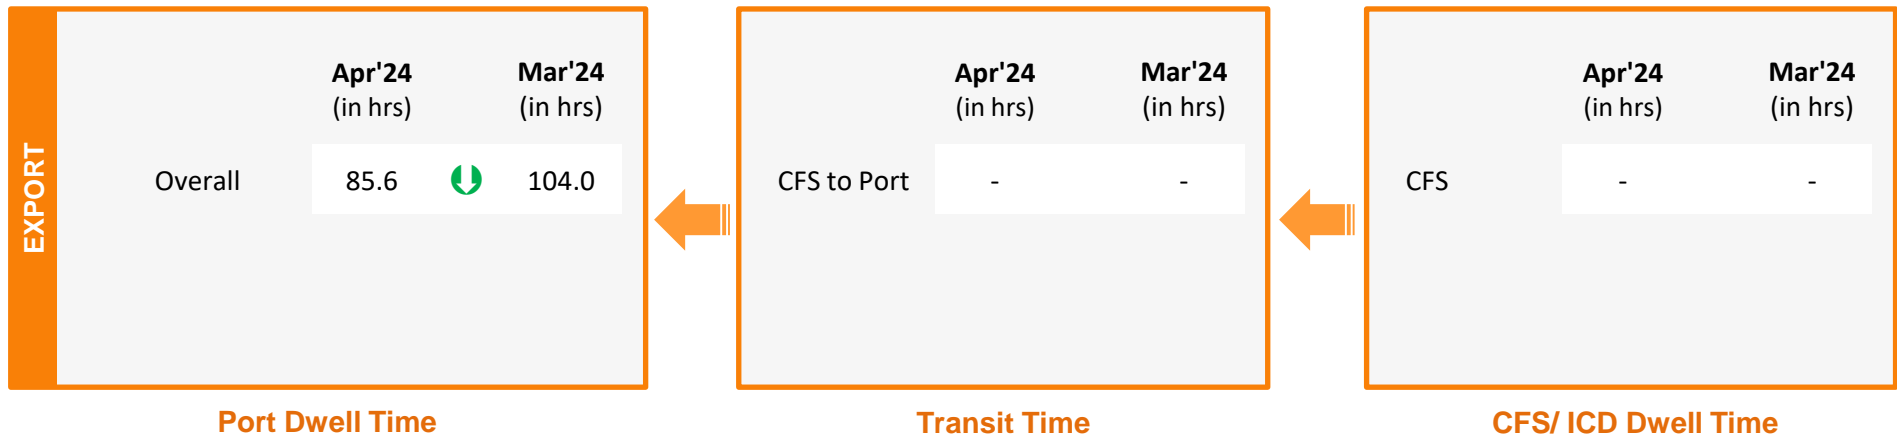 EXPORT
Apr'24 Mar'24
(in hrs) (in hrs)
Overall 85.6 104.0
Port Dwell Time
Apr'24 Mar'24
(in hrs) (in hrs)
CFS to Port - -
Transit Time
Apr'24 Mar'24
(in hrs) (in hrs)
CFS - -
CFS/ ICD Dwell Time